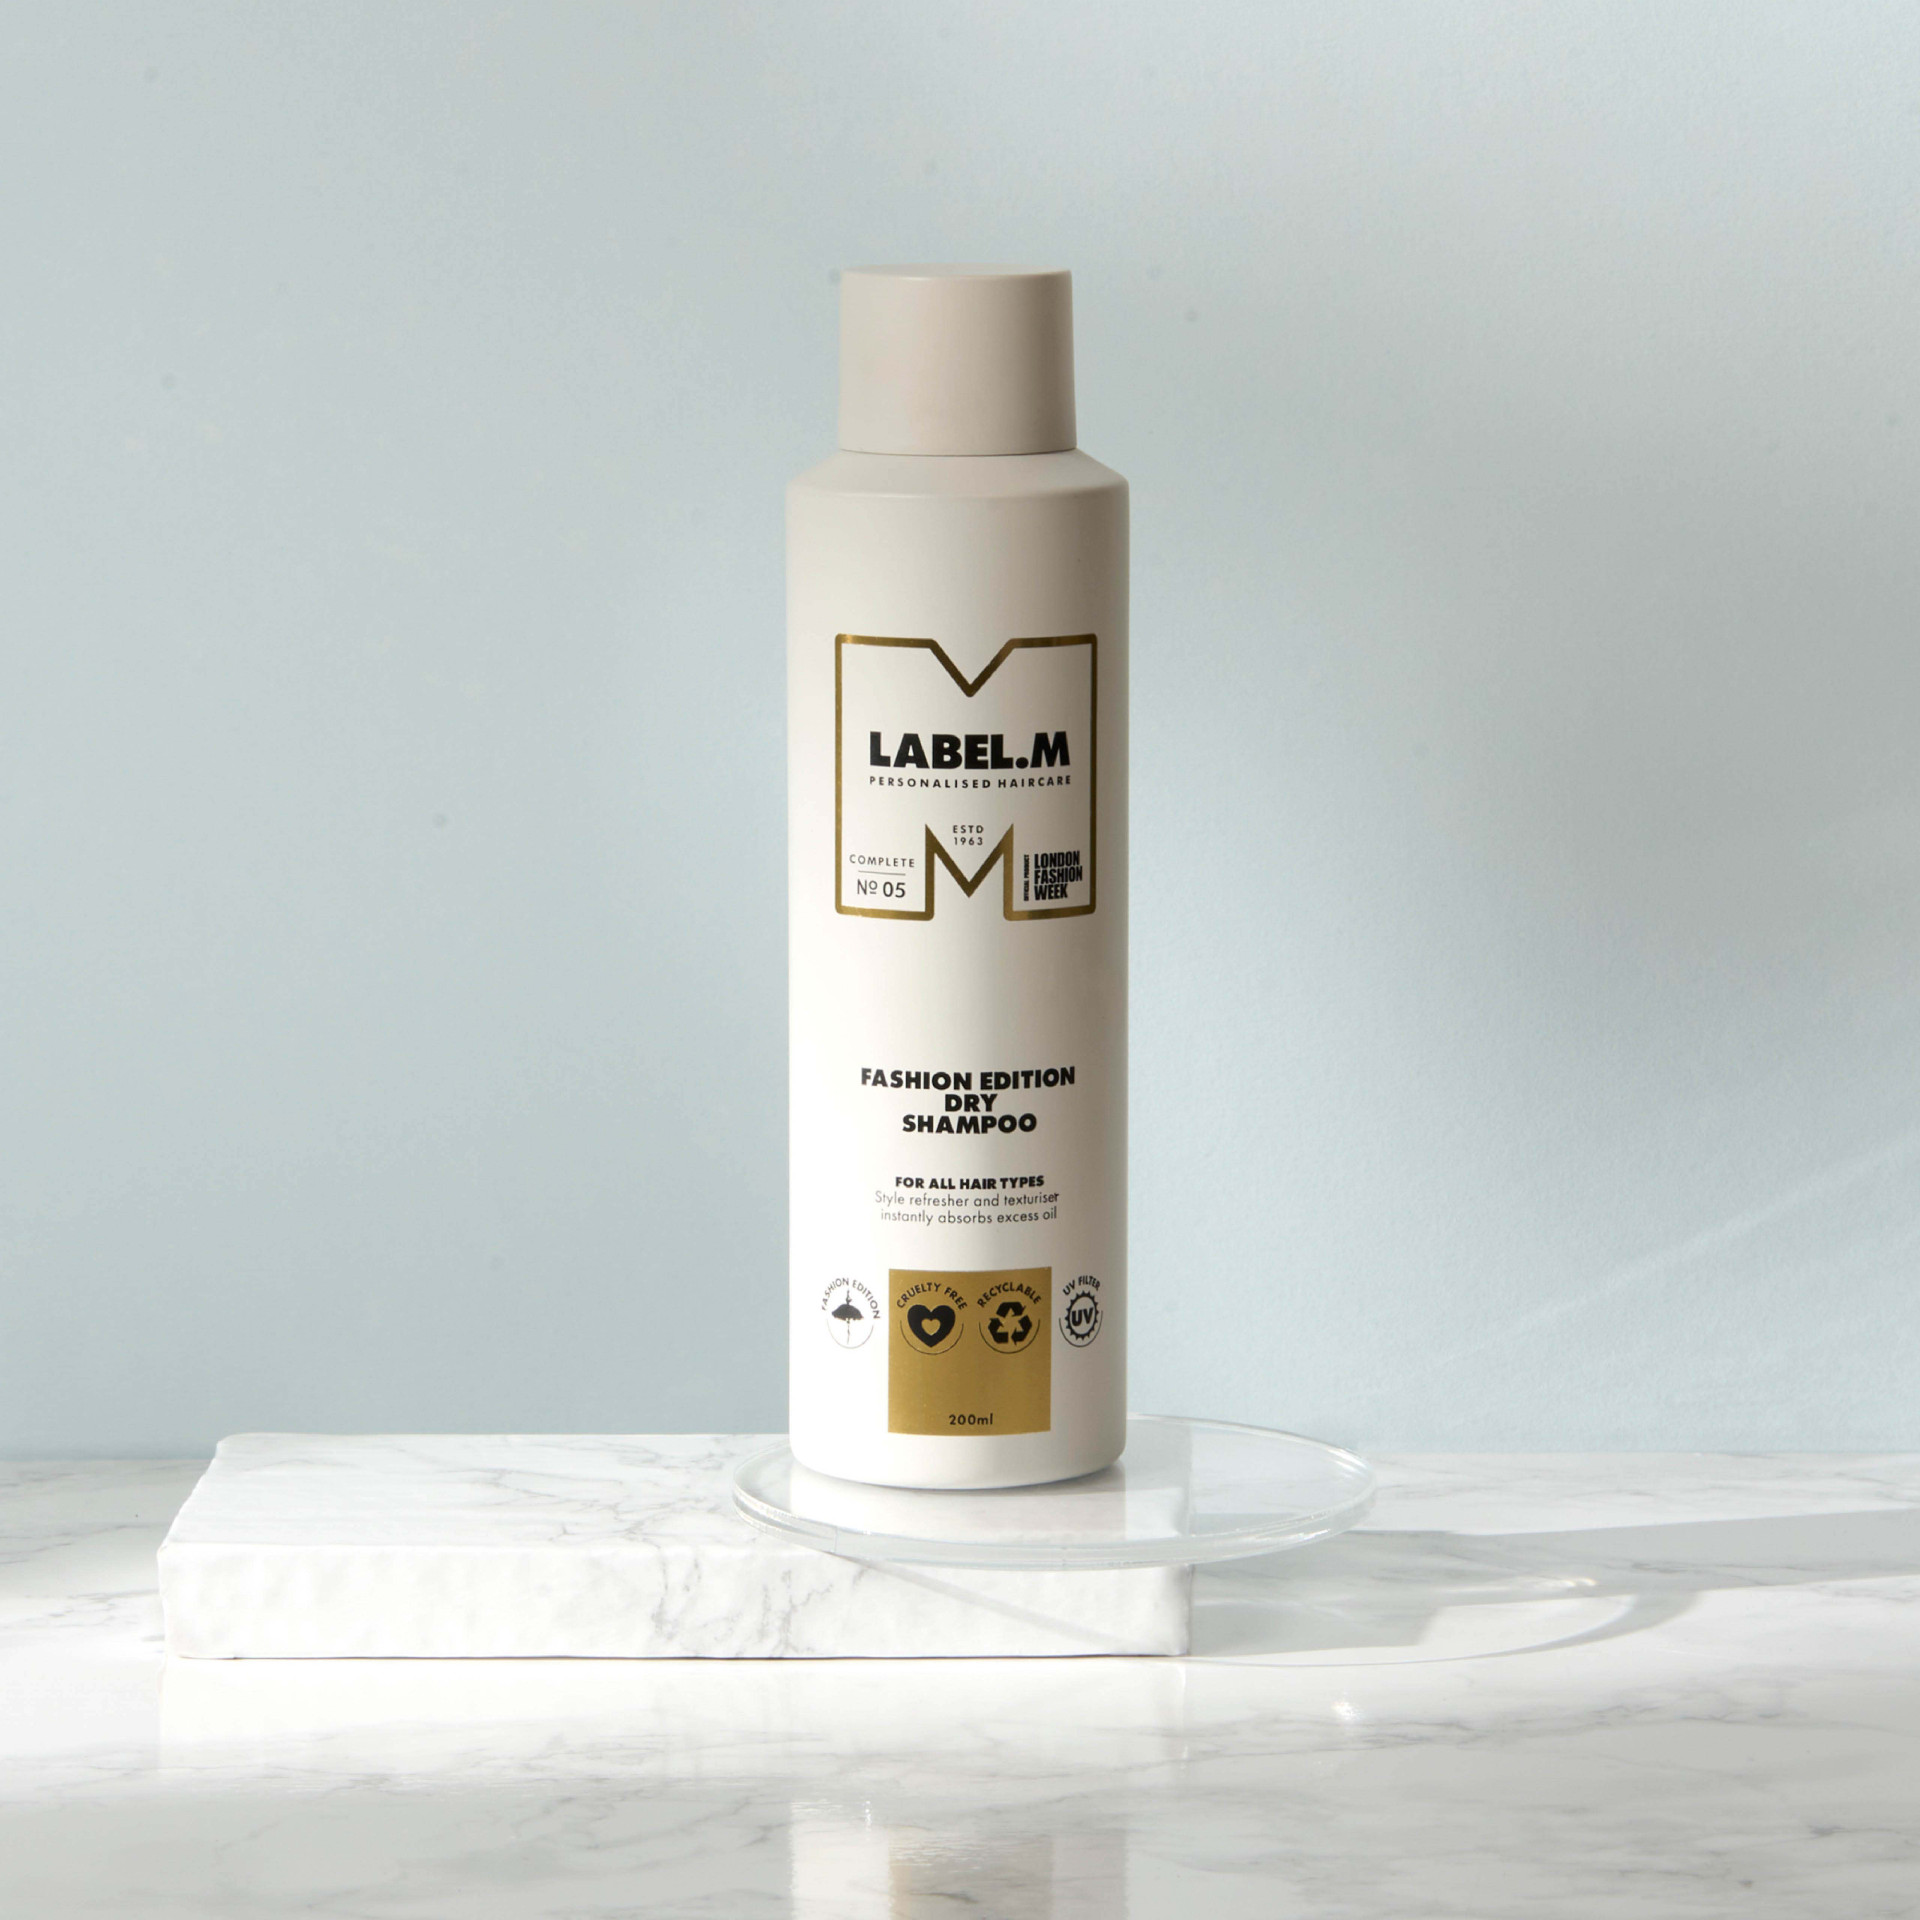 LABEL.M
PERSONALISED HAIRCARE
ESTD
1963
COMPLETE
Nº 05
OFFICIAL PRODUCT
LONDON
FASHION
WEEK
FASHION EDITION
DRY
SHAMPOO
FOR ALL HAIR TYPES
Style refresher and texturiser
instantly absorbs excess oil
FASHION EDITION
CRUELTY FREE
RECYCLABLE
UV FILTER
UV
200ml